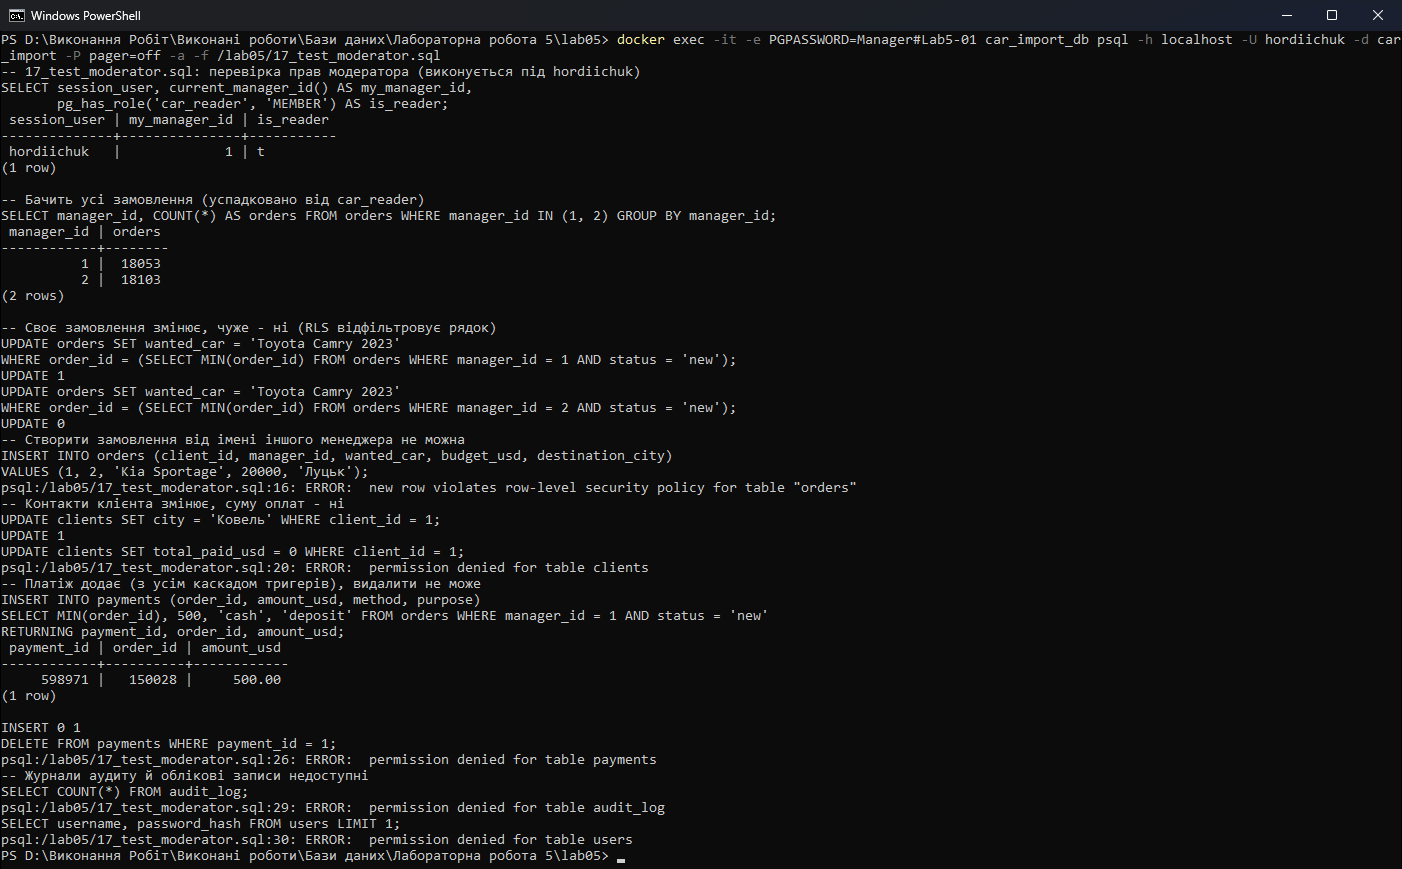 Windows PowerShell
PS D:\Виконання Робіт\Виконані роботи\Бази даних\Лабораторна робота 5\lab05> docker exec -it -e PGPASSWORD=Manager#Lab5-01 car_import_db psql -h localhost -U hordiichuk -d car
_import -P pager=off -a -f /lab05/17_test_moderator.sql
-- 17_test_moderator.sql: перевірка прав модератора (виконується під hordiichuk)
SELECT session_user, current_manager_id() AS my_manager_id,
       pg_has_role('car_reader', 'MEMBER') AS is_reader;
 session_user | my_manager_id | is_reader
--------------+---------------+-----------
 hordiichuk   |             1 | t
(1 row)
-- Бачить усі замовлення (успадковано від car_reader)
SELECT manager_id, COUNT(*) AS orders FROM orders WHERE manager_id IN (1, 2) GROUP BY manager_id;
 manager_id | orders
------------+--------
          1 |  18053
          2 |  18103
(2 rows)
-- Своє замовлення змінює, чуже - ні (RLS відфільтровує рядок)
UPDATE orders SET wanted_car = 'Toyota Camry 2023'
WHERE order_id = (SELECT MIN(order_id) FROM orders WHERE manager_id = 1 AND status = 'new');
UPDATE 1
UPDATE orders SET wanted_car = 'Toyota Camry 2023'
WHERE order_id = (SELECT MIN(order_id) FROM orders WHERE manager_id = 2 AND status = 'new');
UPDATE 0
-- Створити замовлення від імені іншого менеджера не можна
INSERT INTO orders (client_id, manager_id, wanted_car, budget_usd, destination_city)
VALUES (1, 2, 'Kia Sportage', 20000, 'Луцьк');
psql:/lab05/17_test_moderator.sql:16: ERROR:  new row violates row-level security policy for table "orders"
-- Контакти клієнта змінює, суму оплат - ні
UPDATE clients SET city = 'Ковель' WHERE client_id = 1;
UPDATE 1
UPDATE clients SET total_paid_usd = 0 WHERE client_id = 1;
psql:/lab05/17_test_moderator.sql:20: ERROR:  permission denied for table clients
-- Платіж додає (з усім каскадом тригерів), видалити не може
INSERT INTO payments (order_id, amount_usd, method, purpose)
SELECT MIN(order_id), 500, 'cash', 'deposit' FROM orders WHERE manager_id = 1 AND status = 'new'
RETURNING payment_id, order_id, amount_usd;
 payment_id | order_id | amount_usd
------------+----------+------------
     598971 |   150028 |     500.00
(1 row)
INSERT 0 1
DELETE FROM payments WHERE payment_id = 1;
psql:/lab05/17_test_moderator.sql:26: ERROR:  permission denied for table payments
-- Журнали аудиту й облікові записи недоступні
SELECT COUNT(*) FROM audit_log;
psql:/lab05/17_test_moderator.sql:29: ERROR:  permission denied for table audit_log
SELECT username, password_hash FROM users LIMIT 1;
psql:/lab05/17_test_moderator.sql:30: ERROR:  permission denied for table users
PS D:\Виконання Робіт\Виконані роботи\Бази даних\Лабораторна робота 5\lab05>